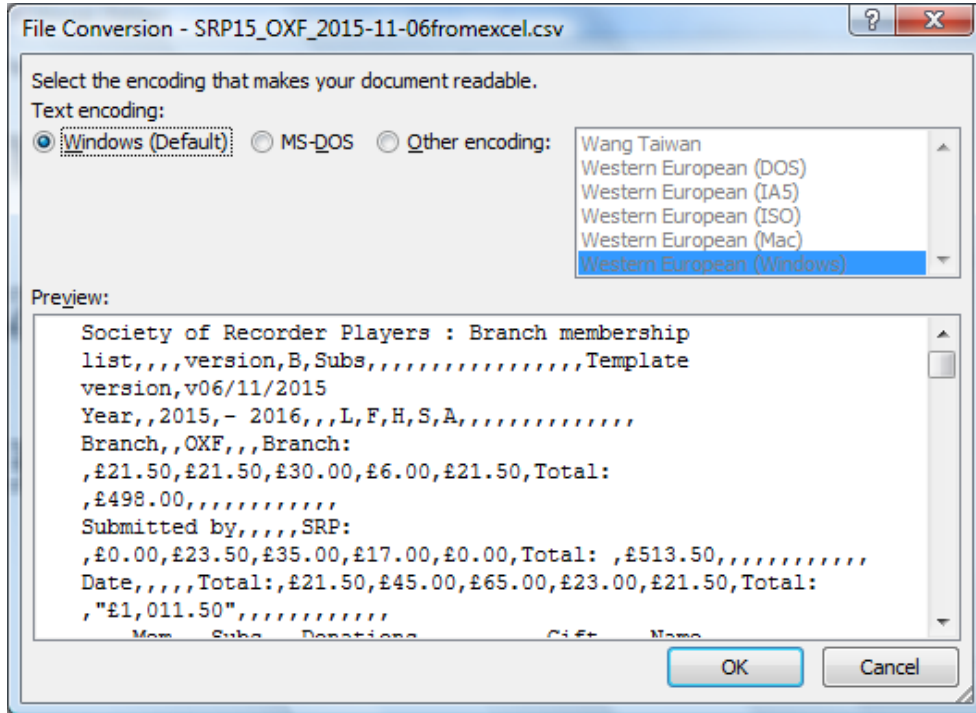 File Conversion - SRP15_OXF_2015-11-06fromexcel.csv
Select the encoding that makes your document readable.
Text encoding:
Windows (Default) MS-DOS Other encoding:
Wang Taiwan
Western European (DOS)
Western European (IA5)
Western European (ISO)
Western European (Mac)
Western European (Windows)
Preview:
Society of Recorder Players : Branch membership
list,,,,version,B,Subs,,,,,,,,,,,,,,,,,Template
version,v06/11/2015
Year,,2015,- 2016,,,L,F,H,S,A,,,,,,,,,,,,,,
Branch,,OXF,,,Branch:
,£21.50,£21.50,£30.00,£6.00,£21.50,Total:
,£498.00,,,,,,,,,,,,
Submitted by,,,,,SRP:
,£0.00,£23.50,£35.00,£17.00,£0.00,Total: ,£513.50,,,,,,,,,,,,
Date,,,,,Total:,£21.50,£45.00,£65.00,£23.00,£21.50,Total:
,"£1,011.50",,,,,,,,,,,,
Mem Subs Donations Gift Name
OK Cancel